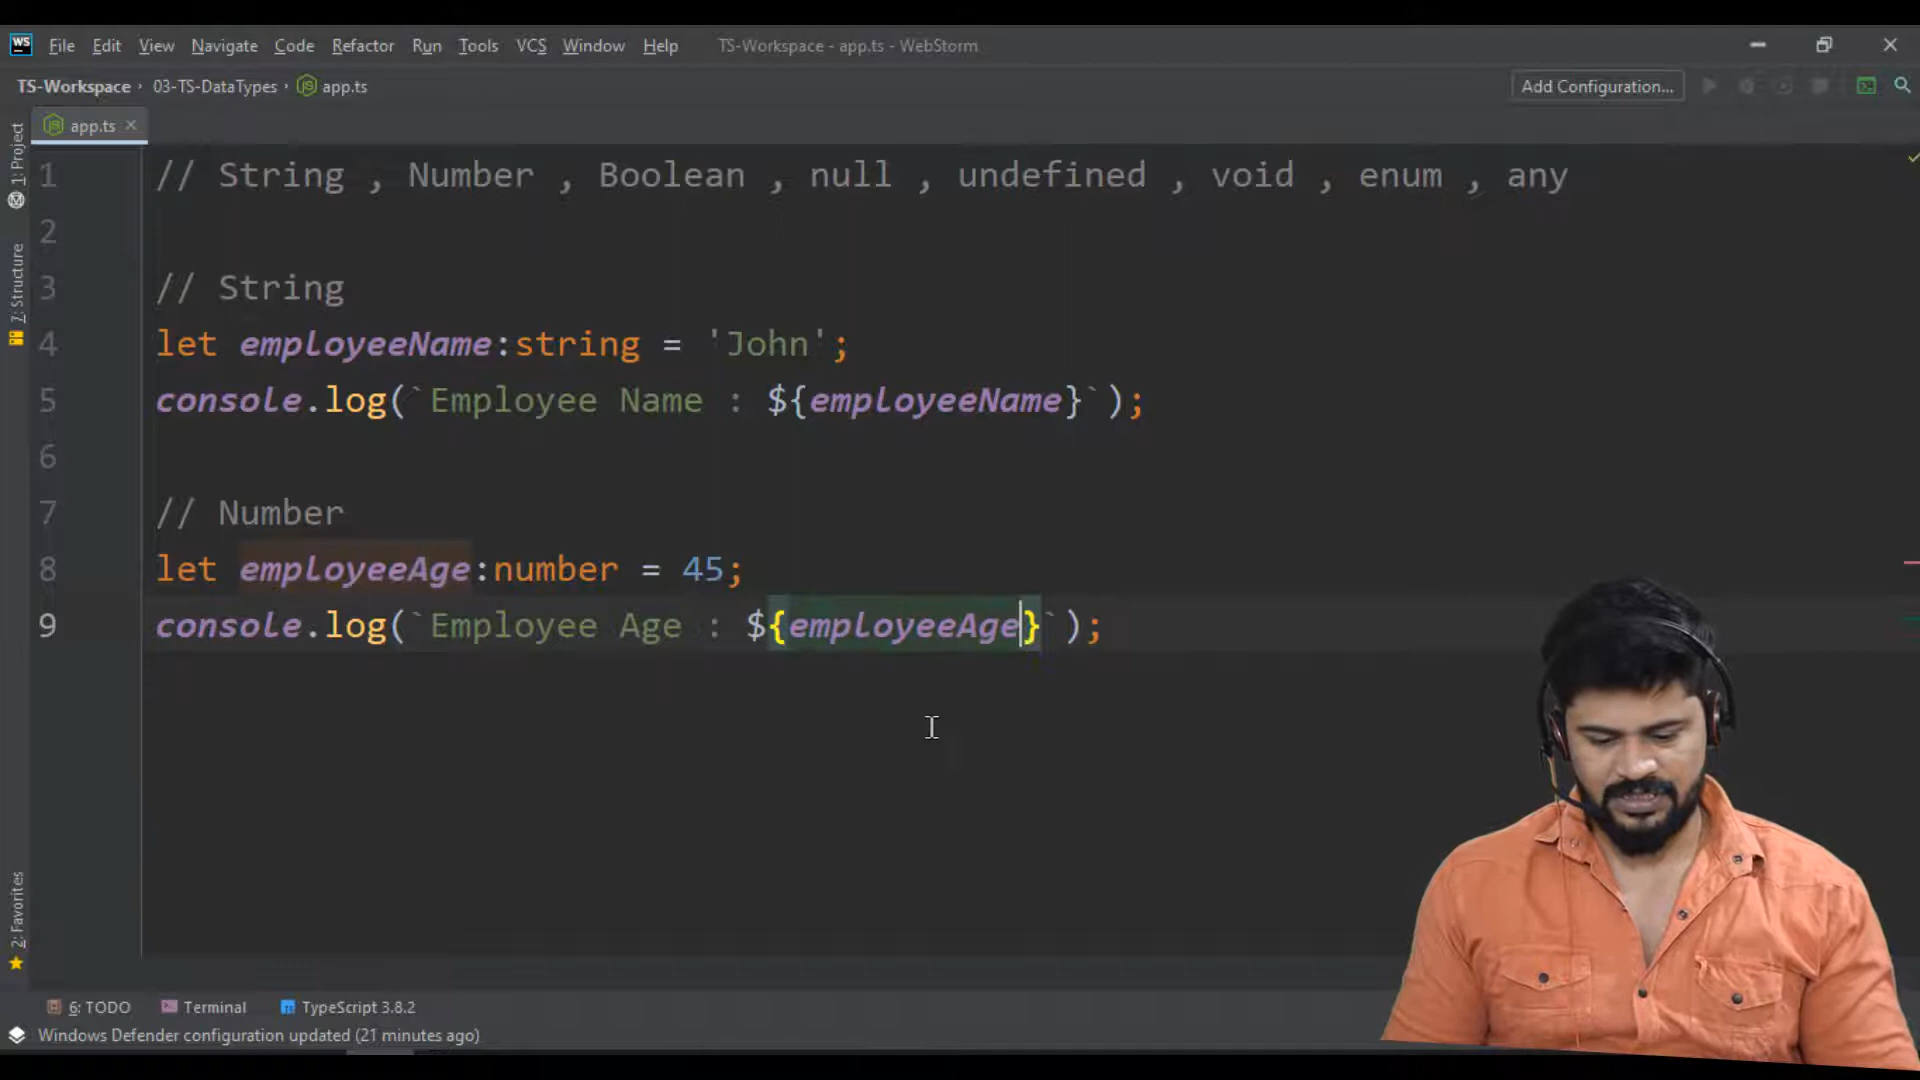 WS File Edit View Navigate Code Refactor Run Tools VCS Window Help TS-Workspace - app.ts - WebStorm
TS-Workspace 03-TS-DataTypes JS app.ts Add Configuration...
JS app.ts
1: Project
7: Structure
2: Favorites
1 // String , Number , Boolean , null , undefined , void , enum , any
2
3 // String
4 let employeeName:string = 'John';
5 console.log(`Employee Name : ${employeeName}`);
6
7 // Number
8 let employeeAge:number = 45;
9 console.log(`Employee Age : ${employeeAge}`);
6: TODO Terminal TypeScript 3.8.2
Windows Defender configuration updated (21 minutes ago)